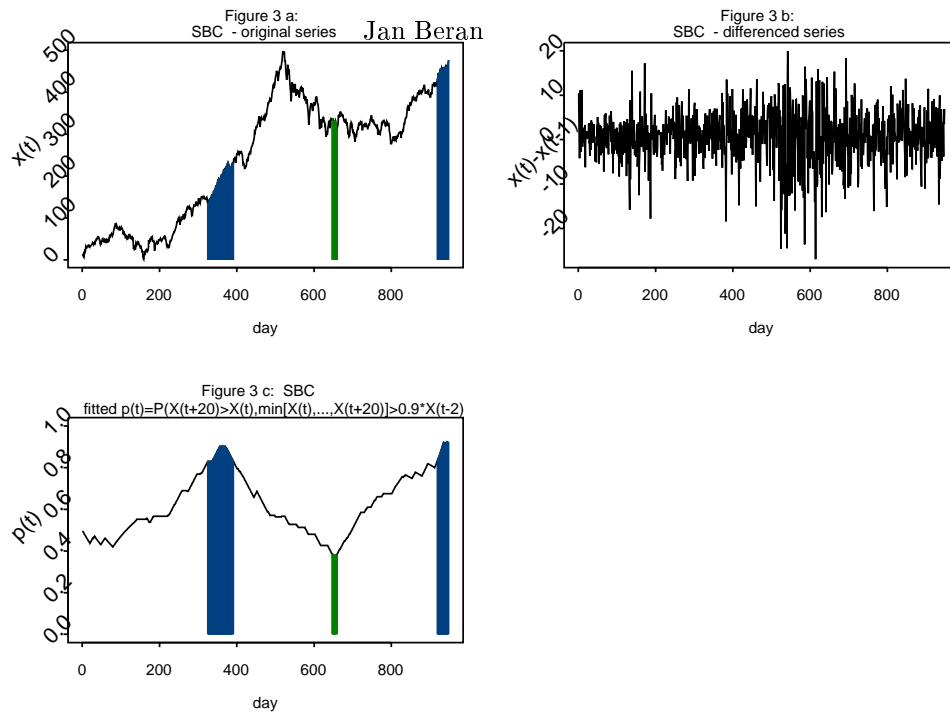 Figure 3 a:
SBC - original series
Jan Beran
x(t)
500
400
300
200
100
0
0 200 400 600 800
day
Figure 3 b:
SBC - differenced series
x(t)-x(t-1)
20
10
0
-10
-20
0 200 400 600 800
day
Figure 3 c: SBC
fitted p(t)=P(X(t+20)>X(t),min[X(t),...,X(t+20)]>0.9*X(t-2)
p(t)
1.0
0.8
0.6
0.4
0.2
0.0
0 200 400 600 800
day